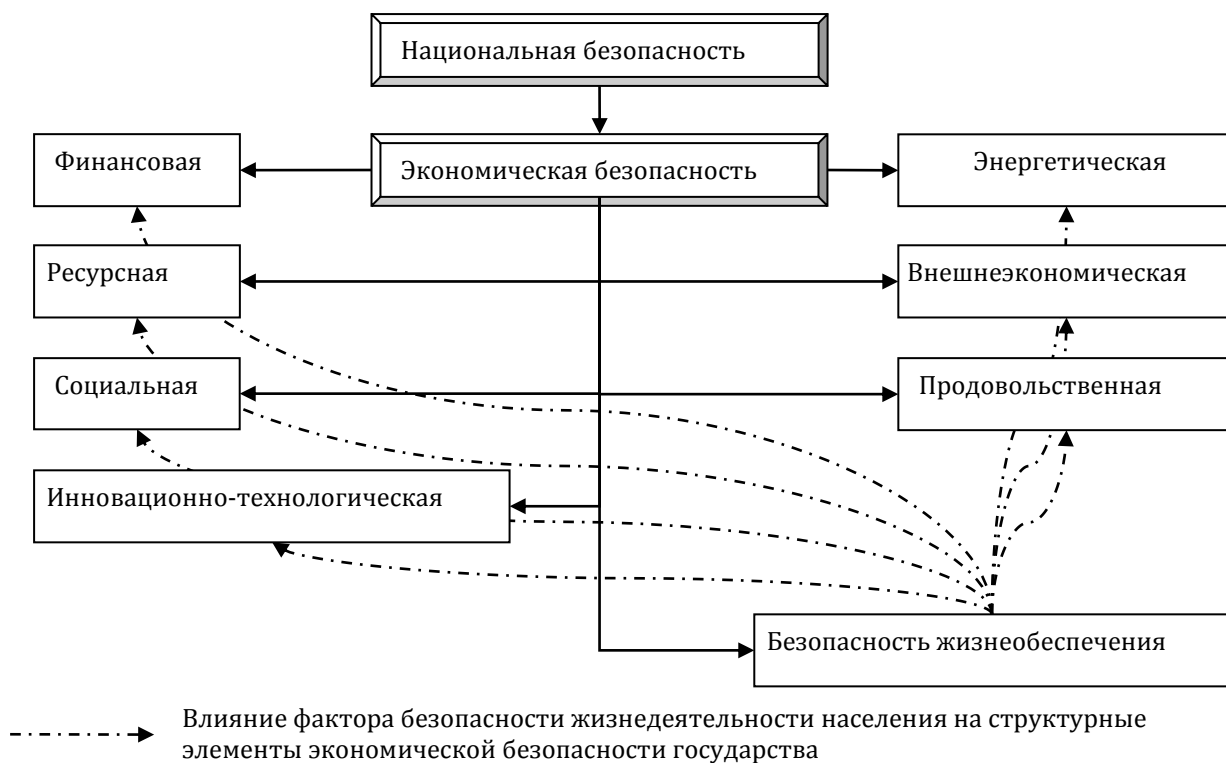 Национальная безопасность
Финансовая
Экономическая безопасность
Энергетическая
Ресурсная
Внешнеэкономическая
Социальная
Продовольственная
Инновационно-технологическая
Безопасность жизнеобеспечения
Влияние фактора безопасности жизнедеятельности населения на структурные
элементы экономической безопасности государства